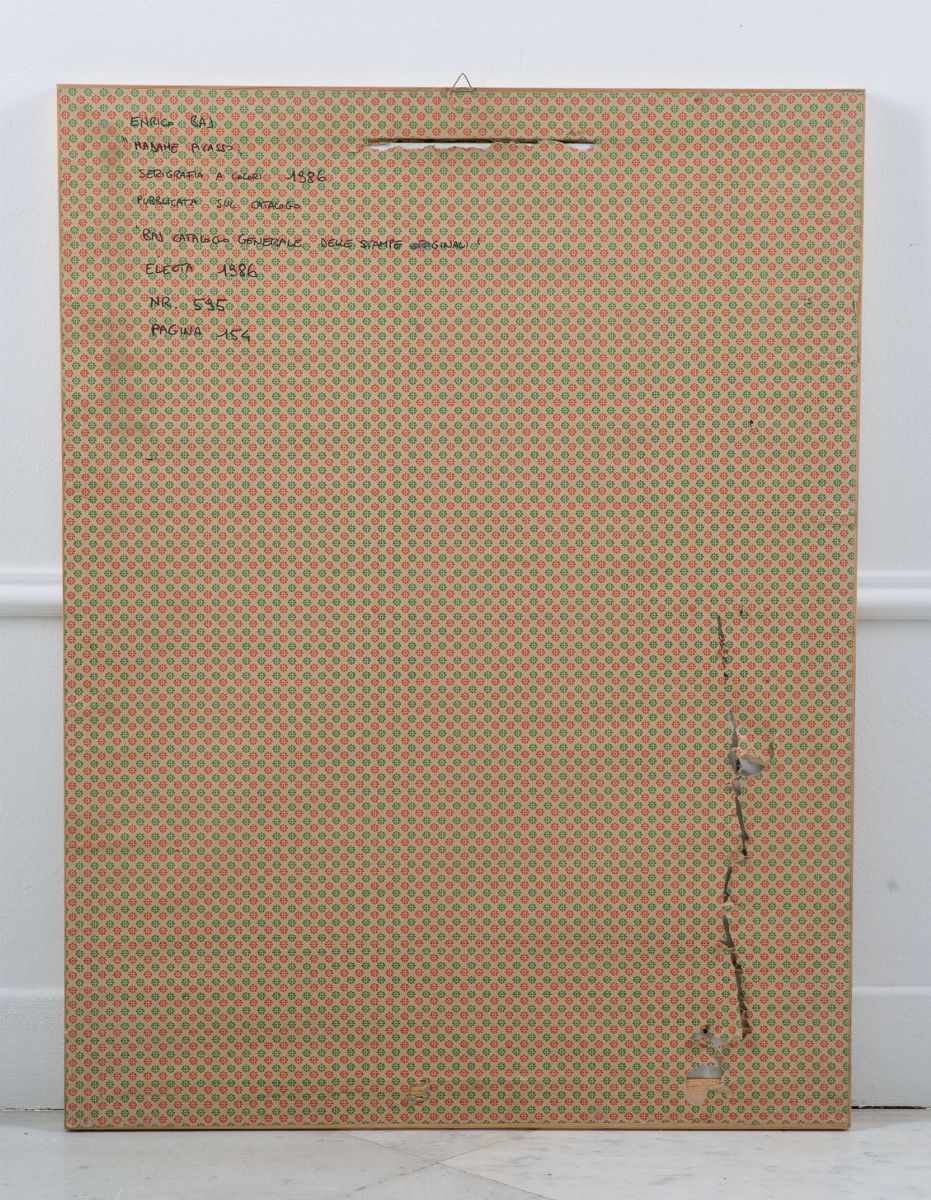 ENRICO BAJ
"MADAME PICASSO"
SERIGRAFIA A COLORI 1986
PUBBLICATA SUL CATALOGO
"BAJ CATALOGO GENERALE DELLE STAMPE ORIGINALI"
ELECTA 1986
NR. 595
PAGINA 154